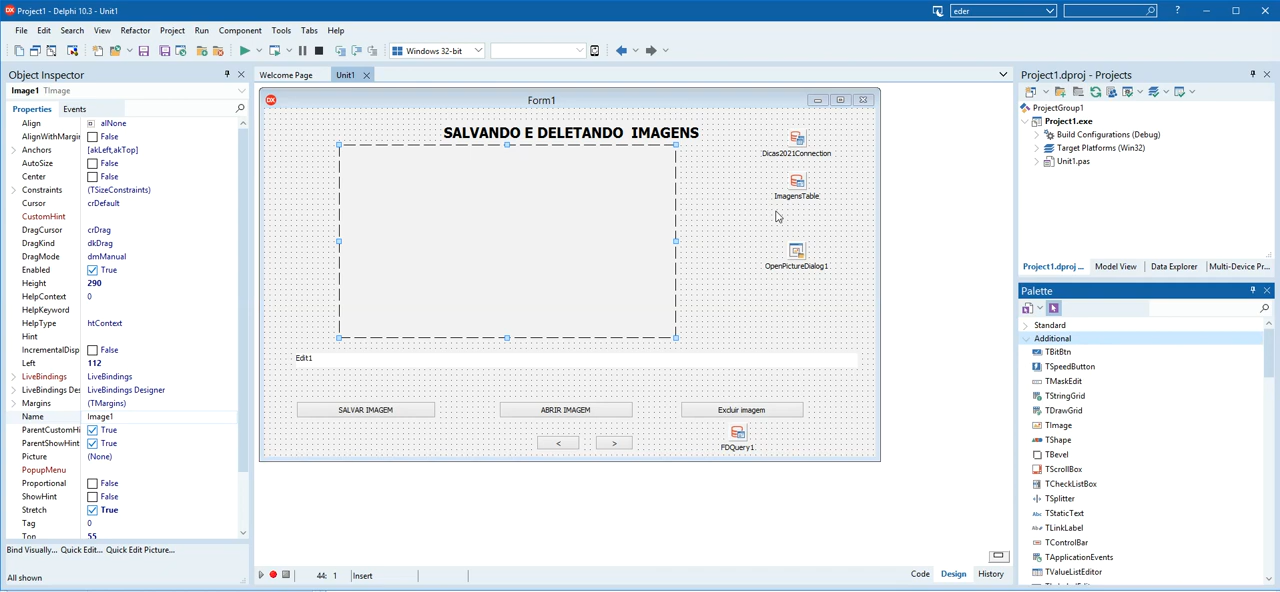 Project1 - Delphi 10.3 - Unit1
eder
?
File Edit Search View Refactor Project Run Component Tools Tabs Help
Windows 32-bit
Object Inspector
Image1 TImage
Properties Events
Align alNone
AlignWithMargin False
Anchors [akLeft,akTop]
AutoSize False
Center False
Constraints (TSizeConstraints)
Cursor crDefault
CustomHint
DragCursor crDrag
DragKind dkDrag
DragMode dmManual
Enabled True
Height 290
HelpContext 0
HelpKeyword
HelpType htContext
Hint
IncrementalDisp False
Left 112
LiveBindings LiveBindings
LiveBindings De LiveBindings Designer
Margins (TMargins)
Name Image1
ParentCustomHi True
ParentShowHint True
Picture (None)
PopupMenu
Proportional False
ShowHint False
Stretch True
Tag 0
Top 55
Bind Visually... Quick Edit... Quick Edit Picture...
All shown
Welcome Page Unit1
Form1
SALVANDO E DELETANDO IMAGENS
Dicas2021Connection
ImagensTable
OpenPictureDialog1
Edit1
SALVAR IMAGEM ABRIR IMAGEM Excluir imagem
< >
FDQuery1
44: 1 Insert
Code Design History
Project1.dproj - Projects
ProjectGroup1
Project1.exe
Build Configurations (Debug)
Target Platforms (Win32)
Unit1.pas
Project1.dproj ... Model View Data Explorer Multi-Device Pr...
Palette
Standard
Additional
TBitBtn
TSpeedButton
TMaskEdit
TStringGrid
TDrawGrid
TImage
TShape
TBevel
TScrollBox
TCheckListBox
TSplitter
TStaticText
TLinkLabel
TControlBar
TApplicationEvents
TValueListEditor